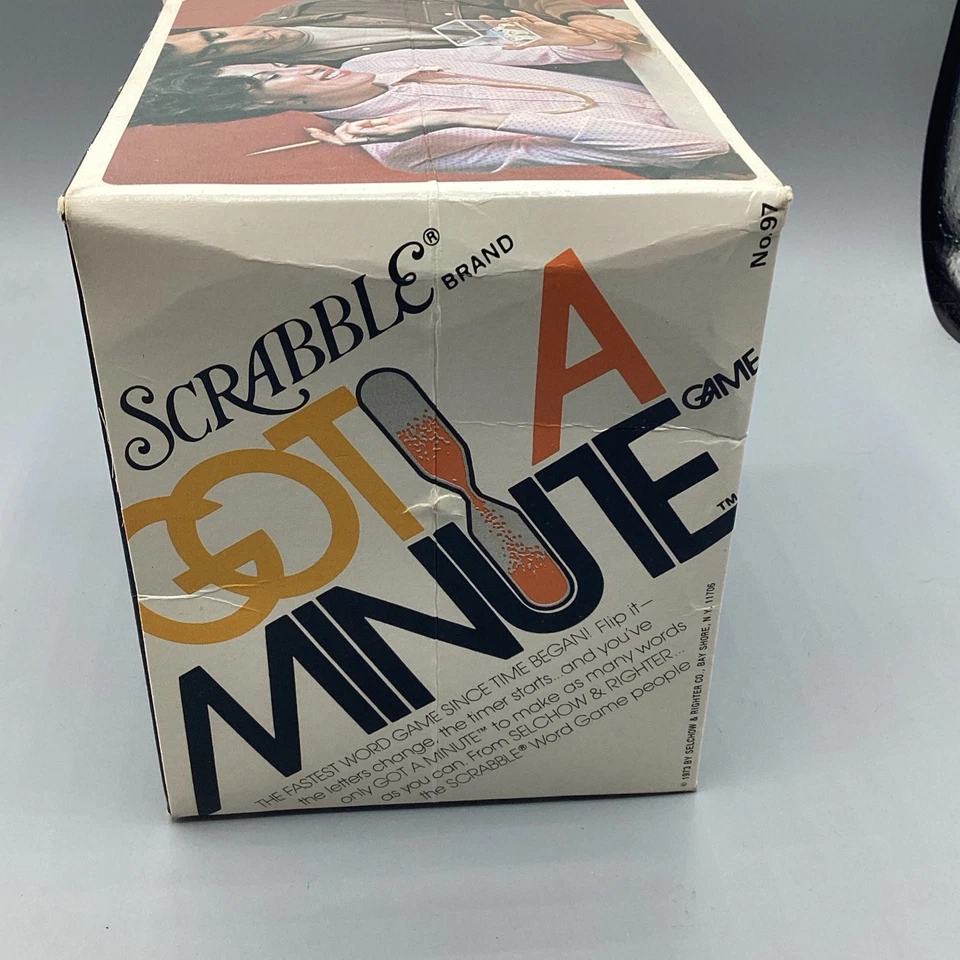 SCRABBLE® BRAND
GOT A
MINUTE GAME
TM
THE FASTEST WORD GAME SINCE TIME BEGAN! Flip it—
the letters change, the timer starts...and you've
only GOT A MINUTE™ to make as many words
as you can. From SELCHOW & RIGHTER...
the SCRABBLE® Word Game people
No. 97
© 1973 BY SELCHOW & RIGHTER CO., BAY SHORE, N.Y. 11706